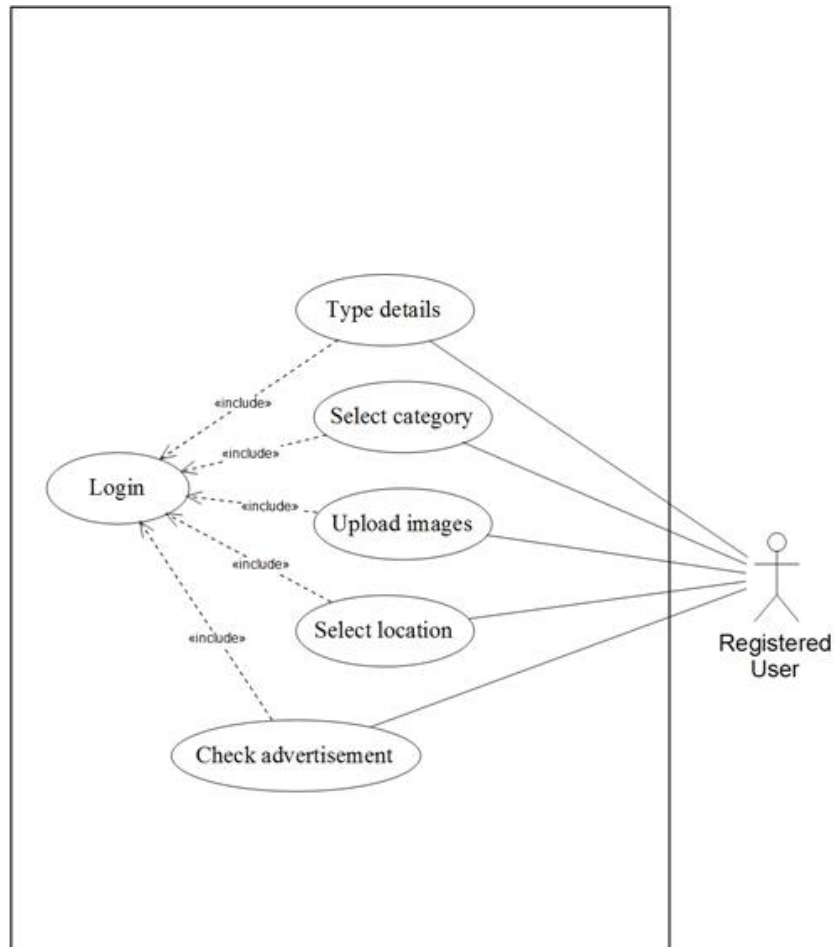 Type details
«include»
Select category
«include»
Login
«include»
Upload images
«include»
Select location
«include»
Check advertisement
Registered
User